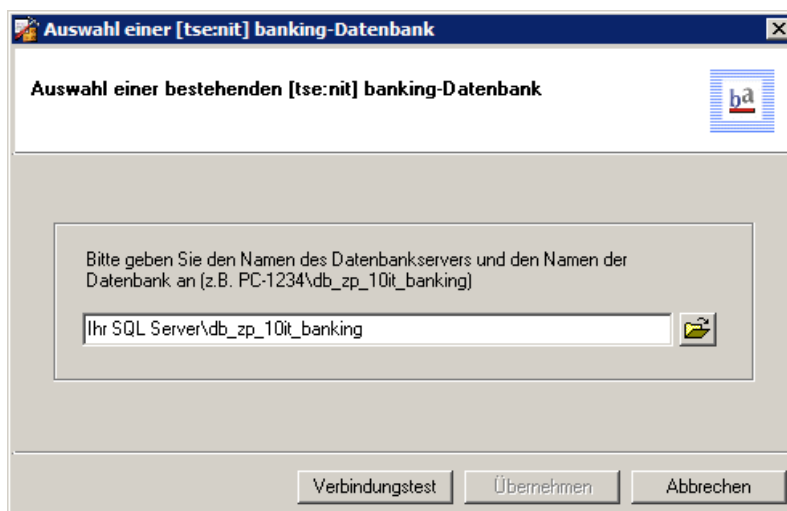 Auswahl einer [tse:nit] banking-Datenbank
Auswahl einer bestehenden [tse:nit] banking-Datenbank
ba
Bitte geben Sie den Namen des Datenbankservers und den Namen der
Datenbank an (z.B. PC-1234\db_zp_10it_banking)
Ihr SQL Server\db_zp_10it_banking
Verbindungstest
Übernehmen
Abbrechen